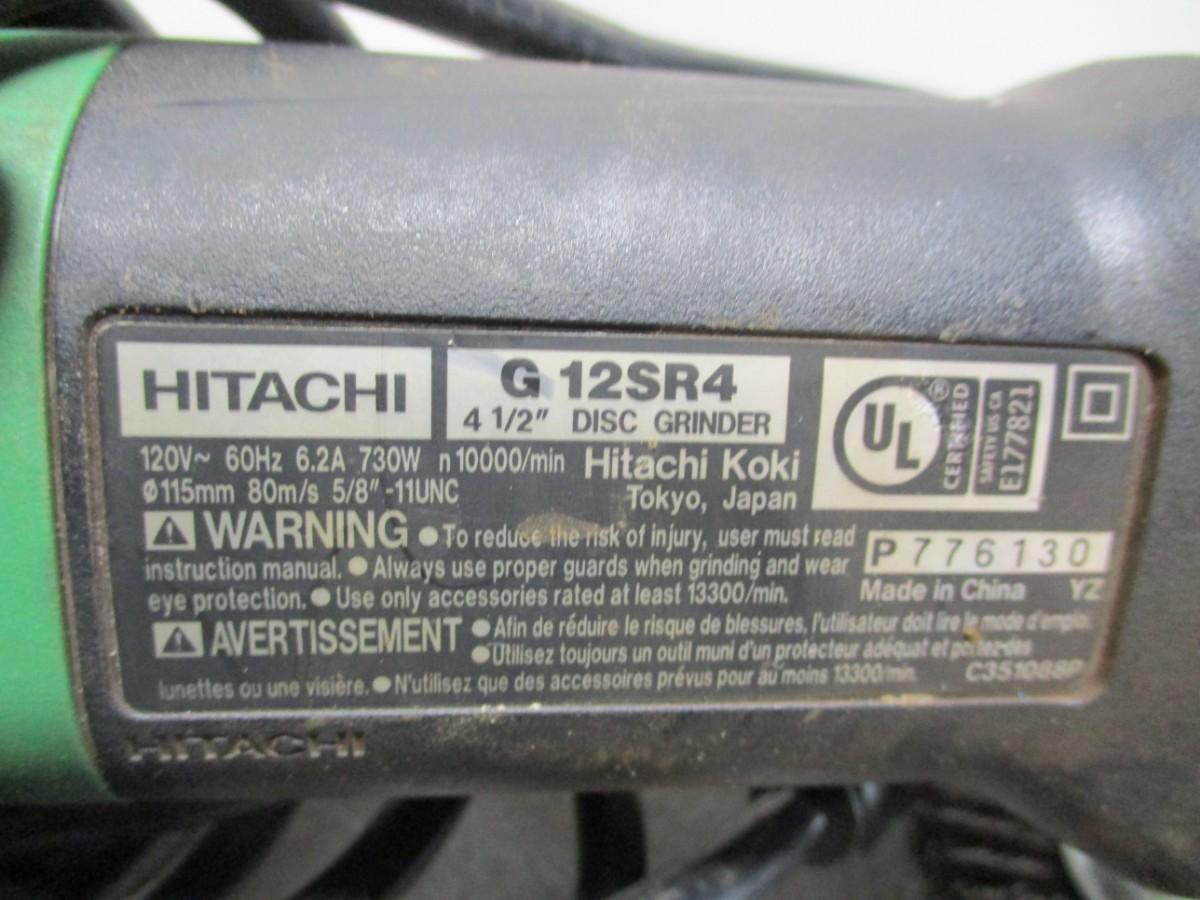 HITACHI
G 12SR4
4 1/2" DISC GRINDER
UL ®
CERTIFIED
SAFETY US CA
E177821
120V~ 60Hz 6.2A 730W n 10000/min
Hitachi Koki
Ø115mm 80m/s 5/8"-11UNC
Tokyo, Japan
⚠ WARNING ●To reduce the risk of injury, user must read
instruction manual. ●Always use proper guards when grinding and wear
eye protection. ●Use only accessories rated at least 13300/min.
P776130
Made in China YZ
⚠ AVERTISSEMENT ●Afin de réduire le risque de blessures, l'utilisateur doit lire le mode d'emploi.
●Utilisez toujours un outil muni d'un protecteur adéquat et portez des
lunettes ou une visière. ●N'utilisez que des accessoires prévus pour au moins 13300/min.
C351088P
HITACHI